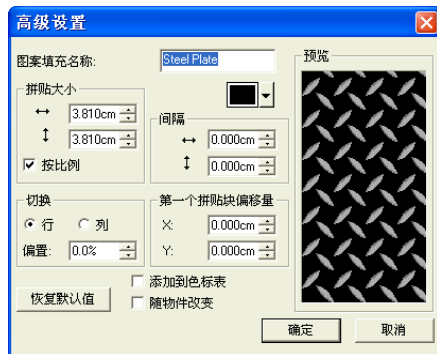 高级设置
图案填充名称:
Steel Plate
预览
拼贴大小
3.810cm
3.810cm
按比例
间隔
0.000cm
0.000cm
切换
行
列
偏置:
0.0%
第一个拼贴块偏移量
X:
0.000cm
Y:
0.000cm
恢复默认值
添加到色标表
随物件改变
确定
取消